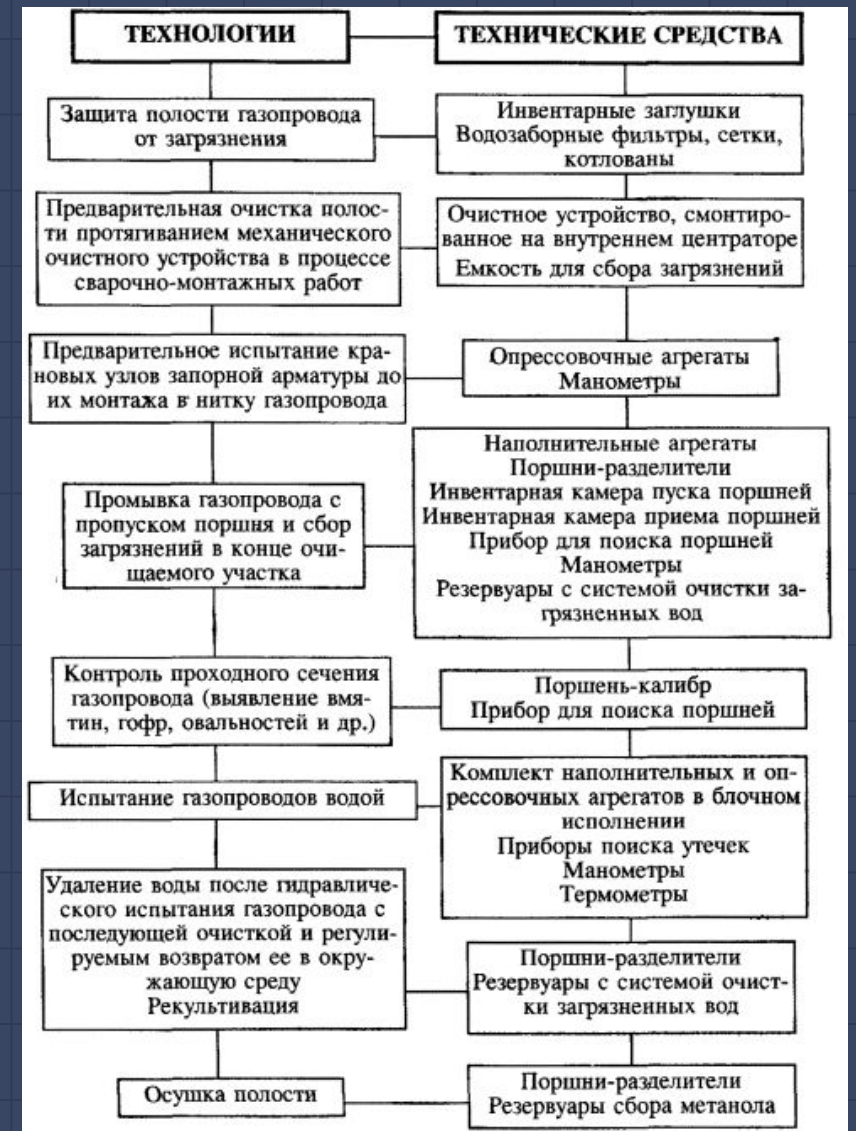 ТЕХНОЛОГИИ
ТЕХНИЧЕСКИЕ СРЕДСТВА
Защита полости газопровода
от загрязнения
Инвентарные заглушки
Водозаборные фильтры, сетки,
котлованы
Предварительная очистка полос-
ти протягиванием механического
очистного устройства в процессе
сварочно-монтажных работ
Очистное устройство, смонтиро-
ванное на внутреннем центраторе
Емкость для сбора загрязнений
Предварительное испытание кра-
новых узлов запорной арматуры до
их монтажа в нитку газопровода
Опрессовочные агрегаты
Манометры
Промывка газопровода с
пропуском поршня и сбор
загрязнений в конце очи-
щаемого участка
Наполнительные агрегаты
Поршни-разделители
Инвентарная камера пуска поршней
Инвентарная камера приема поршней
Прибор для поиска поршней
Манометры
Резервуары с системой очистки за-
грязненных вод
Контроль проходного сечения
газопровода (выявление вмя-
тин, гофр, овальностей и др.)
Поршень-калибр
Прибор для поиска поршней
Испытание газопроводов водой
Комплект наполнительных и оп-
рессовочных агрегатов в блочном
исполнении
Приборы поиска утечек
Манометры
Термометры
Удаление воды после гидравличе-
ского испытания газопровода с
последующей очисткой и регули-
руемым возвратом ее в окру-
жающую среду
Рекультивация
Поршни-разделители
Резервуары с системой очист-
ки загрязненных вод
Осушка полости
Поршни-разделители
Резервуары сбора метанола